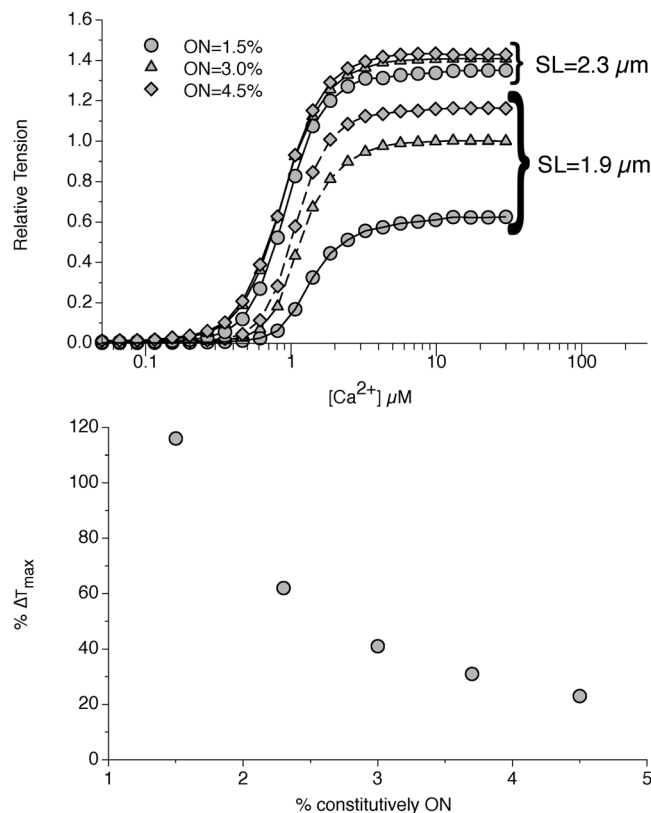 1.6
1.4
1.2
1.0
0.8
0.6
0.4
0.2
0.0
Relative Tension
ON=1.5%
ON=3.0%
ON=4.5%
SL=2.3 µm
SL=1.9 µm
0.1 1 10 100
[Ca2+] µM
120
100
80
60
40
20
0
% ΔTmax
1 2 3 4 5
% constitutively ON